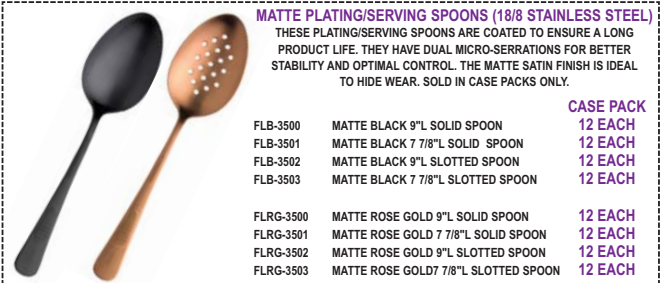 MATTE PLATING/SERVING SPOONS (18/8 STAINLESS STEEL)
THESE PLATING/SERVING SPOONS ARE COATED TO ENSURE A LONG
PRODUCT LIFE. THEY HAVE DUAL MICRO-SERRATIONS FOR BETTER
STABILITY AND OPTIMAL CONTROL. THE MATTE SATIN FINISH IS IDEAL
TO HIDE WEAR. SOLD IN CASE PACKS ONLY.
CASE PACK
FLB-3500 MATTE BLACK 9"L SOLID SPOON 12 EACH
FLB-3501 MATTE BLACK 7 7/8"L SOLID SPOON 12 EACH
FLB-3502 MATTE BLACK 9"L SLOTTED SPOON 12 EACH
FLB-3503 MATTE BLACK 7 7/8"L SLOTTED SPOON 12 EACH
FLRG-3500 MATTE ROSE GOLD 9"L SOLID SPOON 12 EACH
FLRG-3501 MATTE ROSE GOLD 7 7/8"L SOLID SPOON 12 EACH
FLRG-3502 MATTE ROSE GOLD 9"L SLOTTED SPOON 12 EACH
FLRG-3503 MATTE ROSE GOLD7 7/8"L SLOTTED SPOON 12 EACH